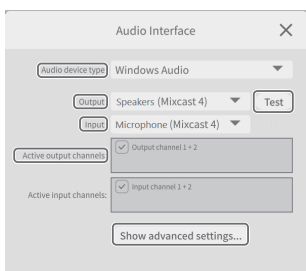 Audio Interface
Audio device type Windows Audio
Output Speakers (Mixcast 4) Test
Input Microphone (Mixcast 4)
Output channel 1 + 2
Active output channels
Input channel 1 + 2
Active input channels:
Show advanced settings...